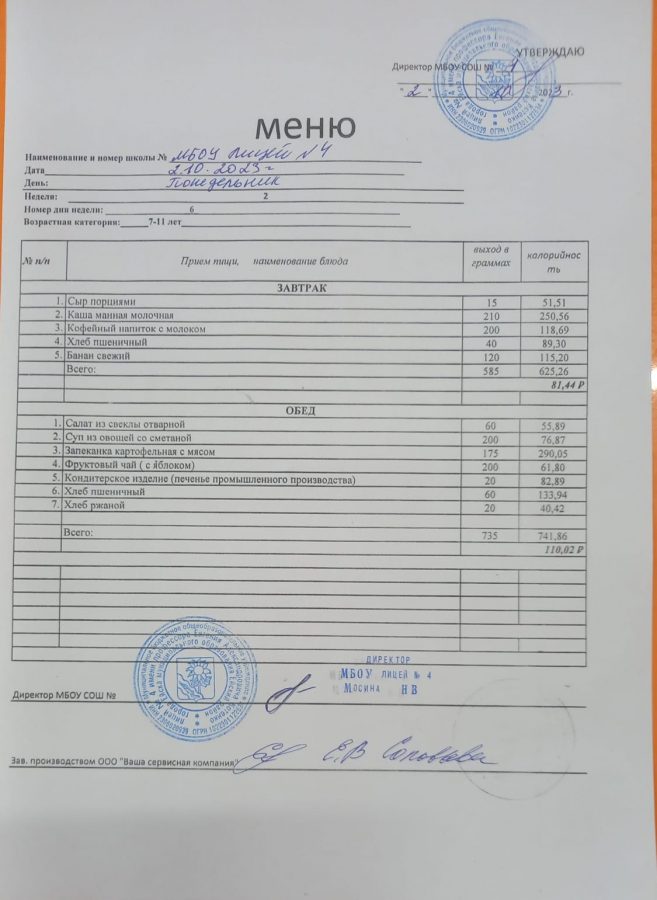 УТВЕРЖДАЮ
Директор МБОУ СОШ № 4
"2" 10 2023 г.
меню
Наименование и номер школы № МБОУ лицей №4
Дата 2.10.2023 г
День: Понедельник
Недели: 2
Номер дня недели: 6
Возрастная категория: 7-11 лет
№ п/п Прием пищи, наименование блюда выход в граммах калорийность
ЗАВТРАК
1. Сыр порциями 15 51,51
2. Каша манная молочная 210 250,56
3. Кофейный напиток с молоком 200 118,69
4. Хлеб пшеничный 40 89,30
5. Банан свежий 120 115,20
Всего: 585 625,26
81,44 ₽
ОБЕД
1. Салат из свеклы отварной 60 55,89
2. Суп из овощей со сметаной 200 76,87
3. Запеканка картофельная с мясом 175 290,05
4. Фруктовый чай ( с яблоком) 200 61,80
5. Кондитерское изделие (печенье промышленного производства) 20 82,89
6. Хлеб пшеничный 60 133,94
7. Хлеб ржаной 20 40,42
Всего: 735 741,86
110,02 ₽
ДИРЕКТОР
МБОУ ЛИЦЕЙ № 4
МОСИНА НВ
Директор МБОУ СОШ №
Зав. производством ООО "Ваша сервисная компания" Е.В Соловьева